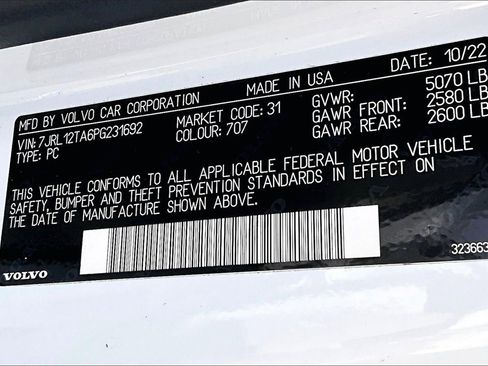 MFD BY VOLVO CAR CORPORATION MADE IN USA DATE: 10/22
VIN: 7JRL12TA6PG231692 MARKET CODE: 31 GVWR: 5070 LB
TYPE: PC COLOUR: 707 GAWR FRONT: 2580 LB
GAWR REAR: 2600 LB
THIS VEHICLE CONFORMS TO ALL APPLICABLE FEDERAL MOTOR VEHICLE
SAFETY, BUMPER AND THEFT PREVENTION STANDARDS IN EFFECT ON
THE DATE OF MANUFACTURE SHOWN ABOVE.
VOLVO 323663